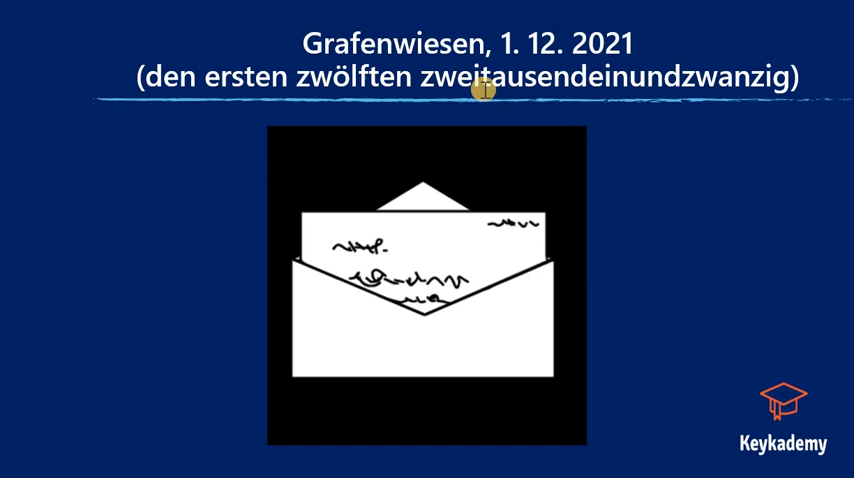 Grafenwiesen, 1. 12. 2021
(den ersten zwölften zweitausendeinundzwanzig)
Keykademy